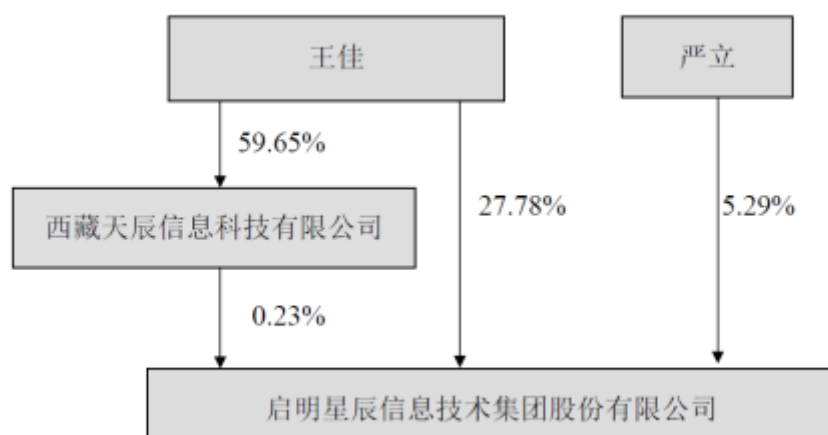 王佳
严立
59.65%
西藏天辰信息科技有限公司
27.78%
5.29%
0.23%
启明星辰信息技术集团股份有限公司